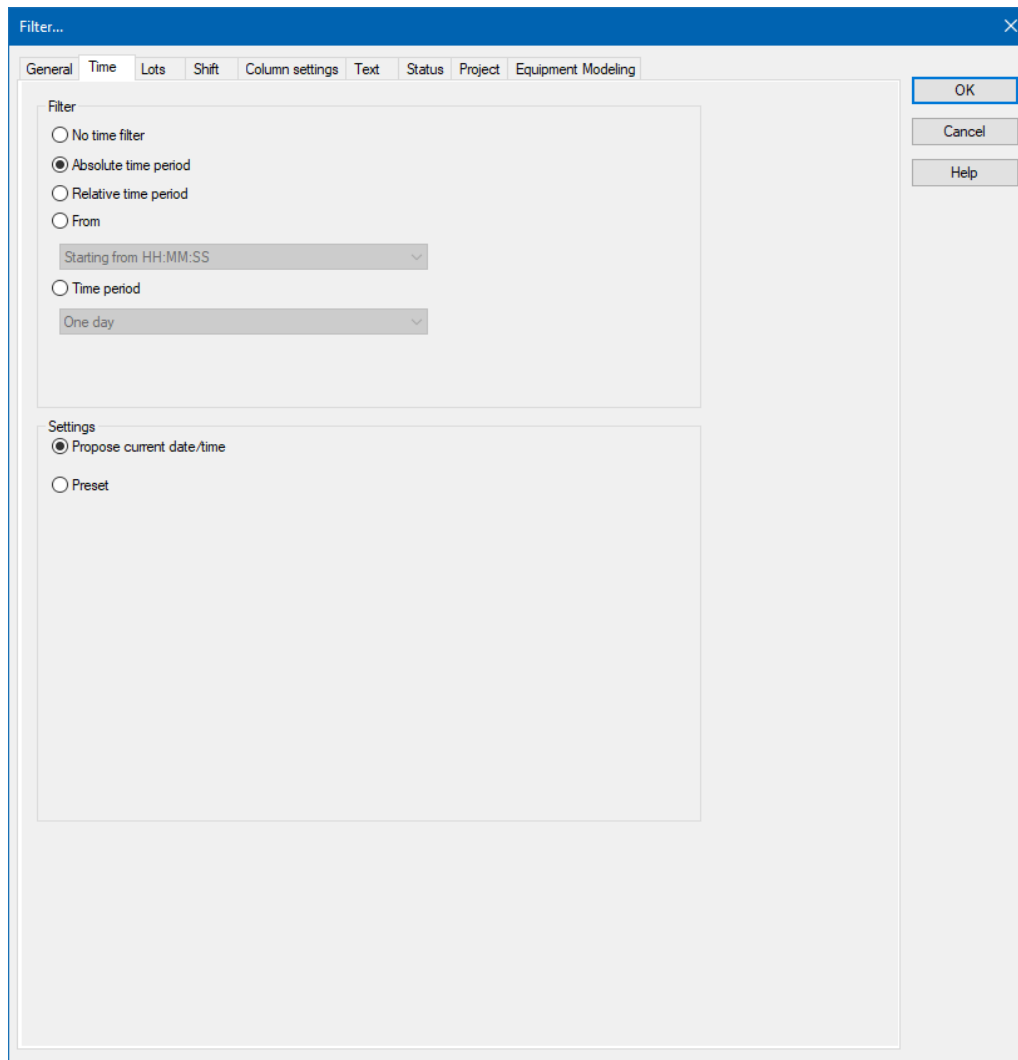 Filter...
General Time Lots Shift Column settings Text Status Project Equipment Modeling
OK
Cancel
Help
Filter
No time filter
Absolute time period
Relative time period
From
Starting from HH:MM:SS
Time period
One day
Settings
Propose current date/time
Preset